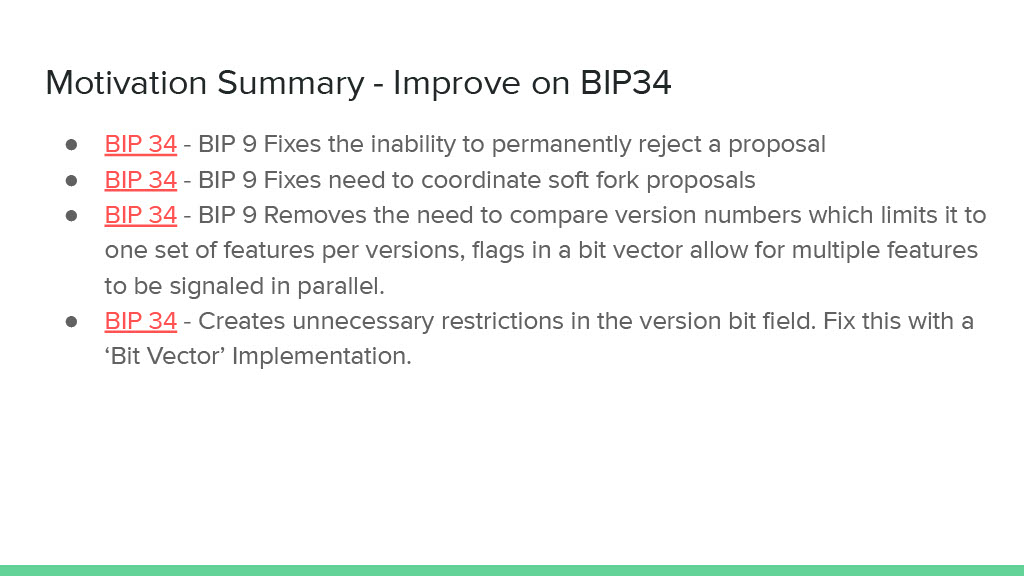 Motivation Summary - Improve on BIP34
● BIP 34 - BIP 9 Fixes the inability to permanently reject a proposal
● BIP 34 - BIP 9 Fixes need to coordinate soft fork proposals
● BIP 34 - BIP 9 Removes the need to compare version numbers which limits it to
one set of features per versions, flags in a bit vector allow for multiple features
to be signaled in parallel.
● BIP 34 - Creates unnecessary restrictions in the version bit field. Fix this with a
‘Bit Vector’ Implementation.